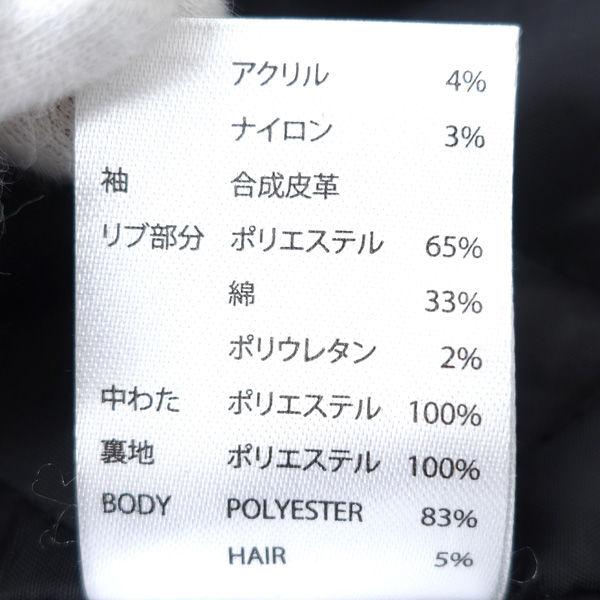 アクリル 4%
ナイロン 3%
袖 合成皮革
リブ部分 ポリエステル 65%
綿 33%
ポリウレタン 2%
中わた ポリエステル 100%
裏地 ポリエステル 100%
BODY POLYESTER 83%
HAIR 5%